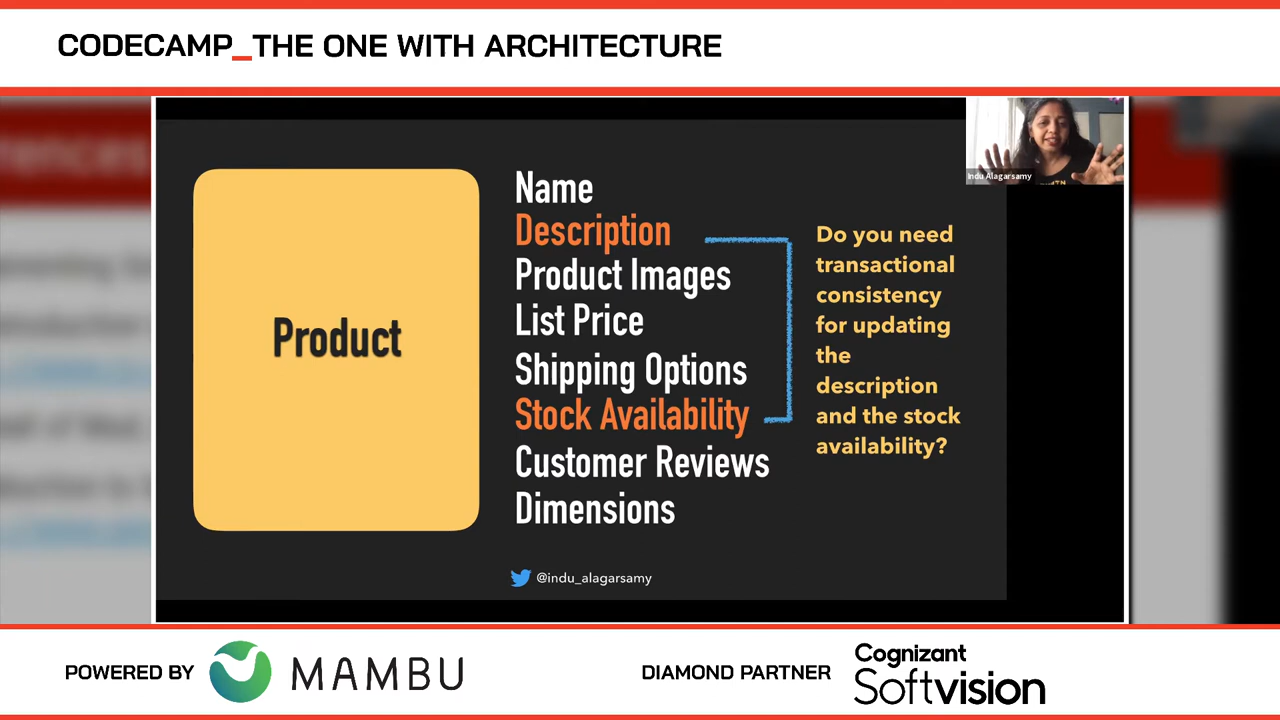 CODECAMP_THE ONE WITH ARCHITECTURE
Indu Alagarsamy
Product
Name
Description
Product Images
List Price
Shipping Options
Stock Availability
Customer Reviews
Dimensions
Do you need
transactional
consistency
for updating
the
description
and the stock
availability?
@indu_alagarsamy
POWERED BY
MAMBU
DIAMOND PARTNER
Cognizant
Softvision